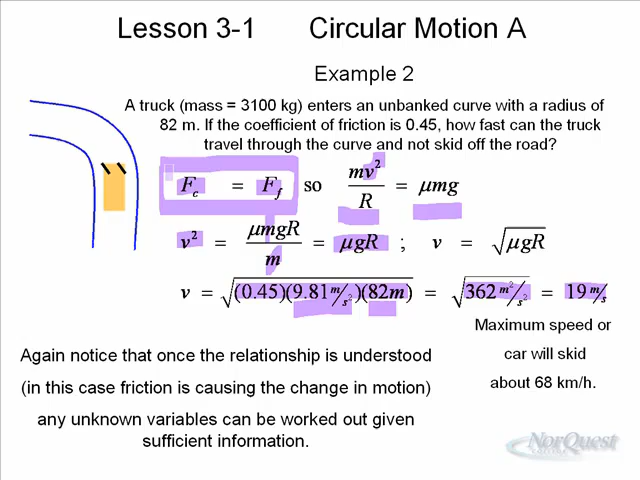 Lesson 3-1 Circular Motion A
Example 2
A truck (mass = 3100 kg) enters an unbanked curve with a radius of
82 m. If the coefficient of friction is 0.45, how fast can the truck
travel through the curve and not skid off the road?
F_c = F_f so mv²/R = μmg
v² = μmgR/m = μgR ; v = √μgR
v = √(0.45)(9.81 m/s²)(82m) = √362 m²/s² = 19 m/s
Maximum speed or
car will skid
about 68 km/h.
Again notice that once the relationship is understood
(in this case friction is causing the change in motion)
any unknown variables can be worked out given
sufficient information.
NorQuest